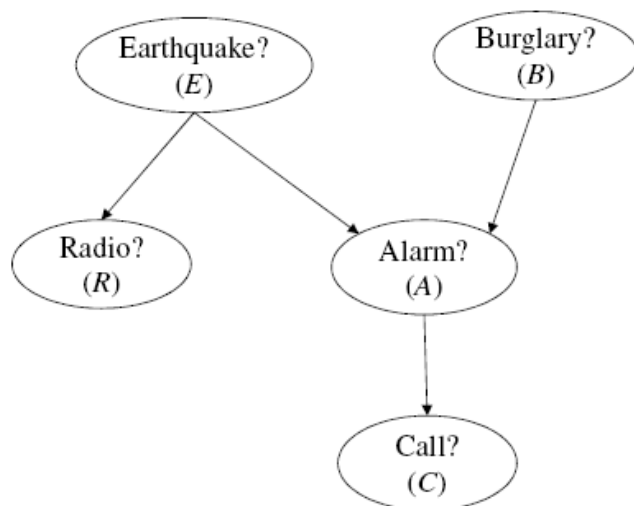 Earthquake?
(E)
Burglary?
(B)
Radio?
(R)
Alarm?
(A)
Call?
(C)